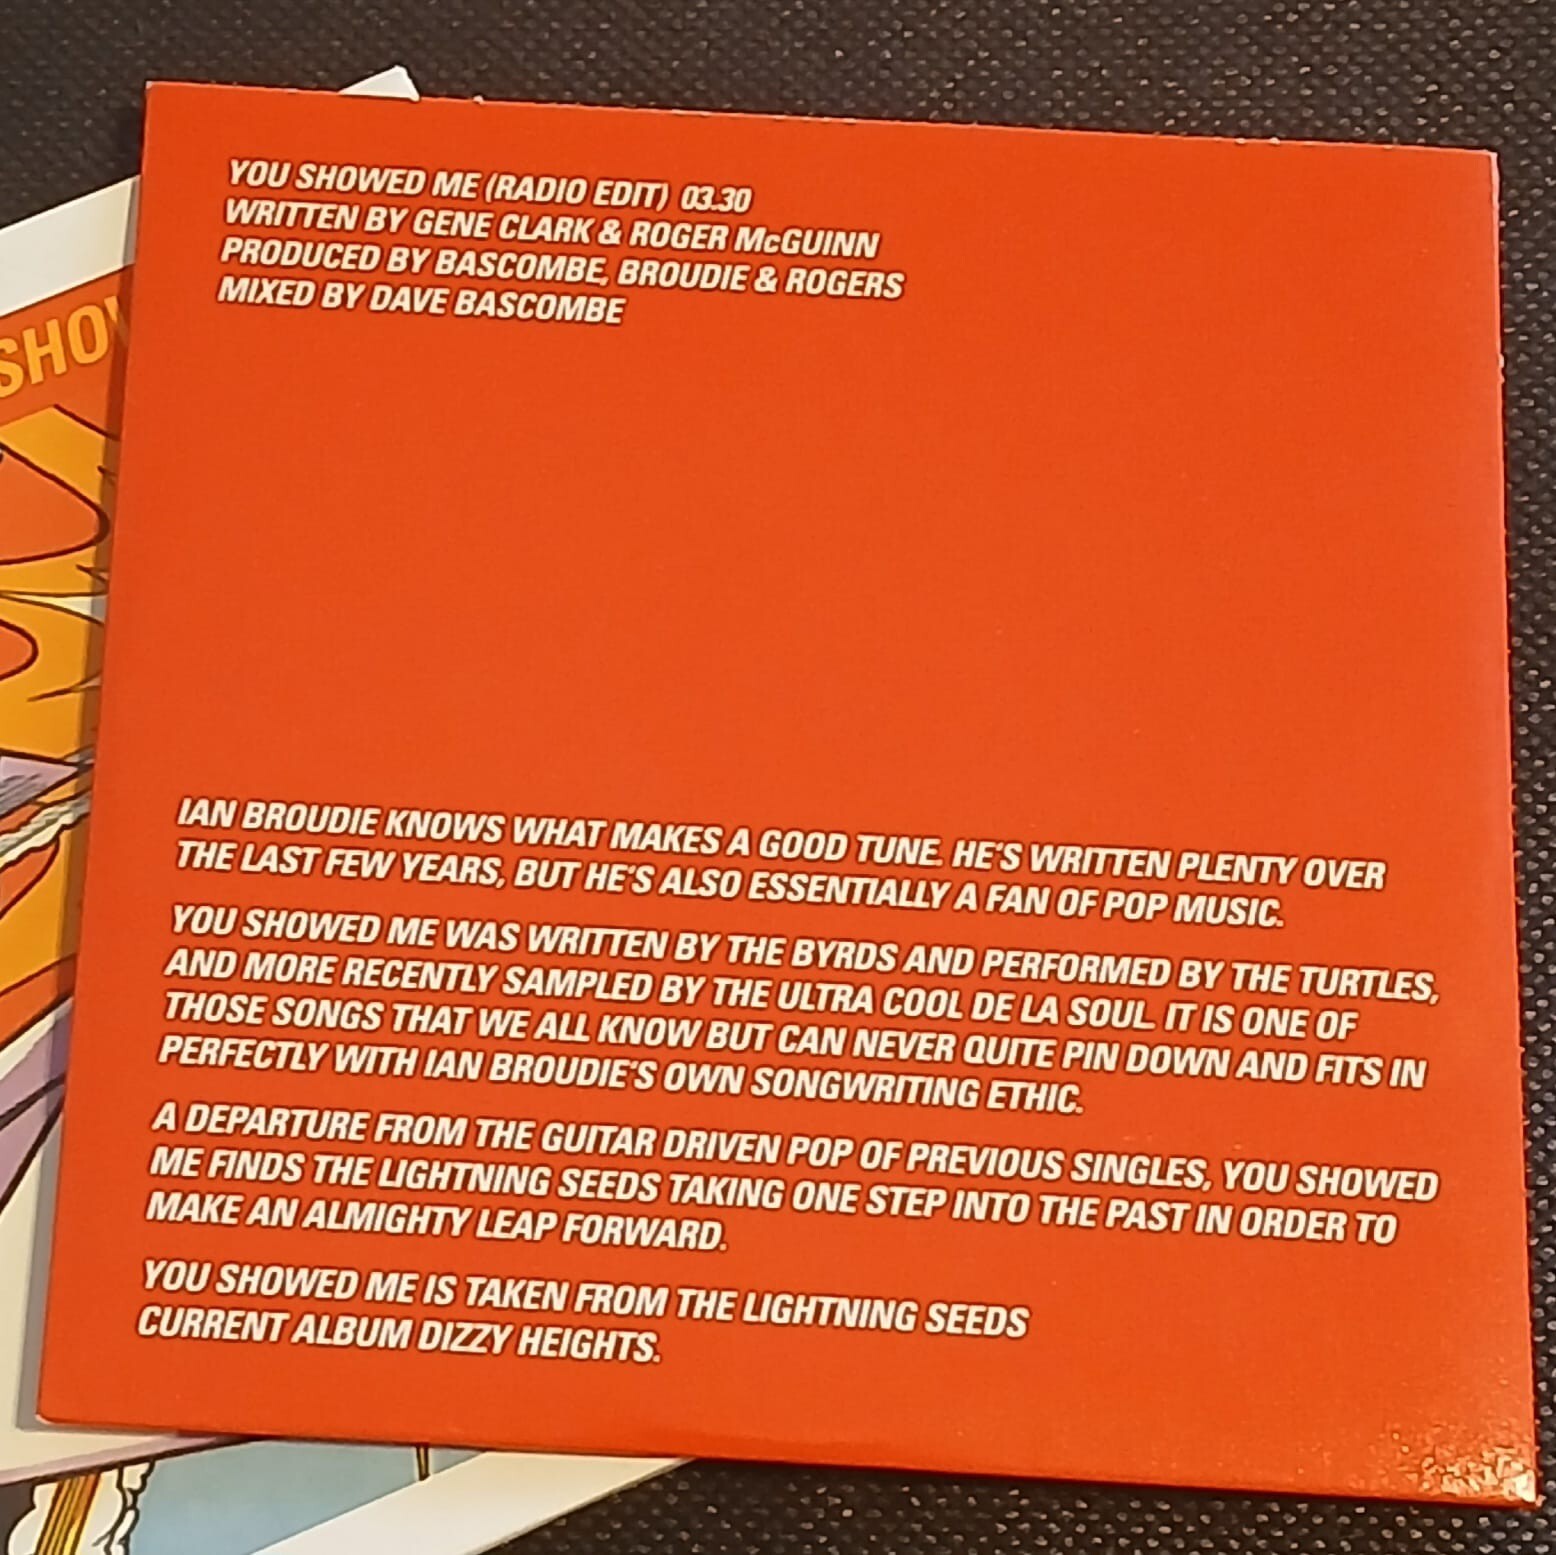 YOU SHOWED ME (RADIO EDIT) 03.30
WRITTEN BY GENE CLARK & ROGER McGUINN
PRODUCED BY BASCOMBE, BROUDIE & ROGERS
MIXED BY DAVE BASCOMBE
SHOW
IAN BROUDIE KNOWS WHAT MAKES A GOOD TUNE. HE'S WRITTEN PLENTY OVER
THE LAST FEW YEARS, BUT HE'S ALSO ESSENTIALLY A FAN OF POP MUSIC.
YOU SHOWED ME WAS WRITTEN BY THE BYRDS AND PERFORMED BY THE TURTLES,
AND MORE RECENTLY SAMPLED BY THE ULTRA COOL DE LA SOUL. IT IS ONE OF
THOSE SONGS THAT WE ALL KNOW BUT CAN NEVER QUITE PIN DOWN AND FITS IN
PERFECTLY WITH IAN BROUDIE'S OWN SONGWRITING ETHIC.
A DEPARTURE FROM THE GUITAR DRIVEN POP OF PREVIOUS SINGLES, YOU SHOWED
ME FINDS THE LIGHTNING SEEDS TAKING ONE STEP INTO THE PAST IN ORDER TO
MAKE AN ALMIGHTY LEAP FORWARD.
YOU SHOWED ME IS TAKEN FROM THE LIGHTNING SEEDS
CURRENT ALBUM DIZZY HEIGHTS.